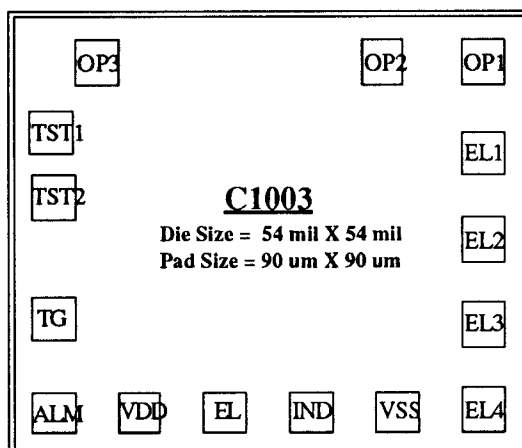 OP3 OP2 OP1
TST1
EL1
TST2
C1003
Die Size = 54 mil X 54 mil
EL2
Pad Size = 90 um X 90 um
TG
EL3
ALM VDD EL IND VSS EL4